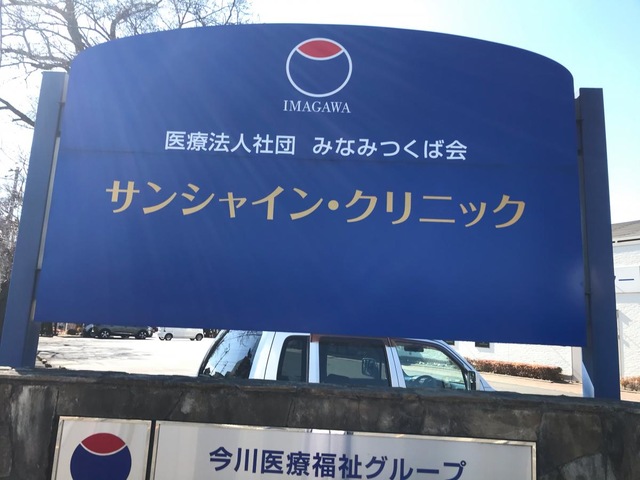 IMAGAWA
医療法人社団 みなみつくば会
サンシャイン・クリニック
今川医療福祉グループ